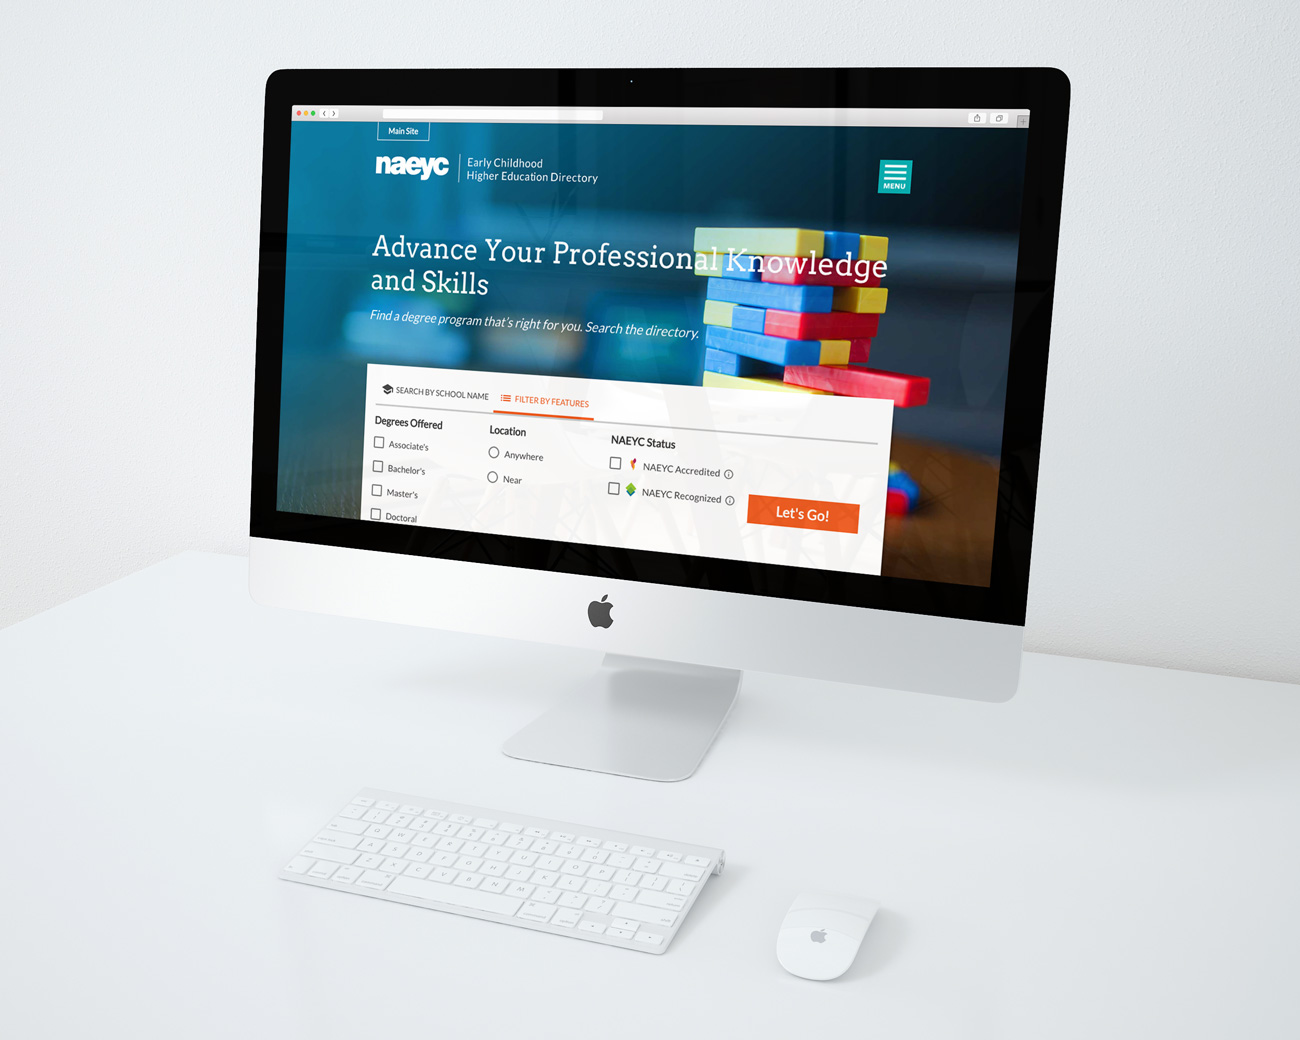 Main Site
naeyc
Early Childhood
Higher Education Directory
MENU
Advance Your Professional Knowledge
and Skills
Find a degree program that's right for you. Search the directory.
SEARCH BY SCHOOL NAME
FILTER BY FEATURES
Degrees Offered
Associate's
Bachelor's
Master's
Doctoral
Location
Anywhere
Near
NAEYC Status
NAEYC Accredited
NAEYC Recognized
Let's Go!